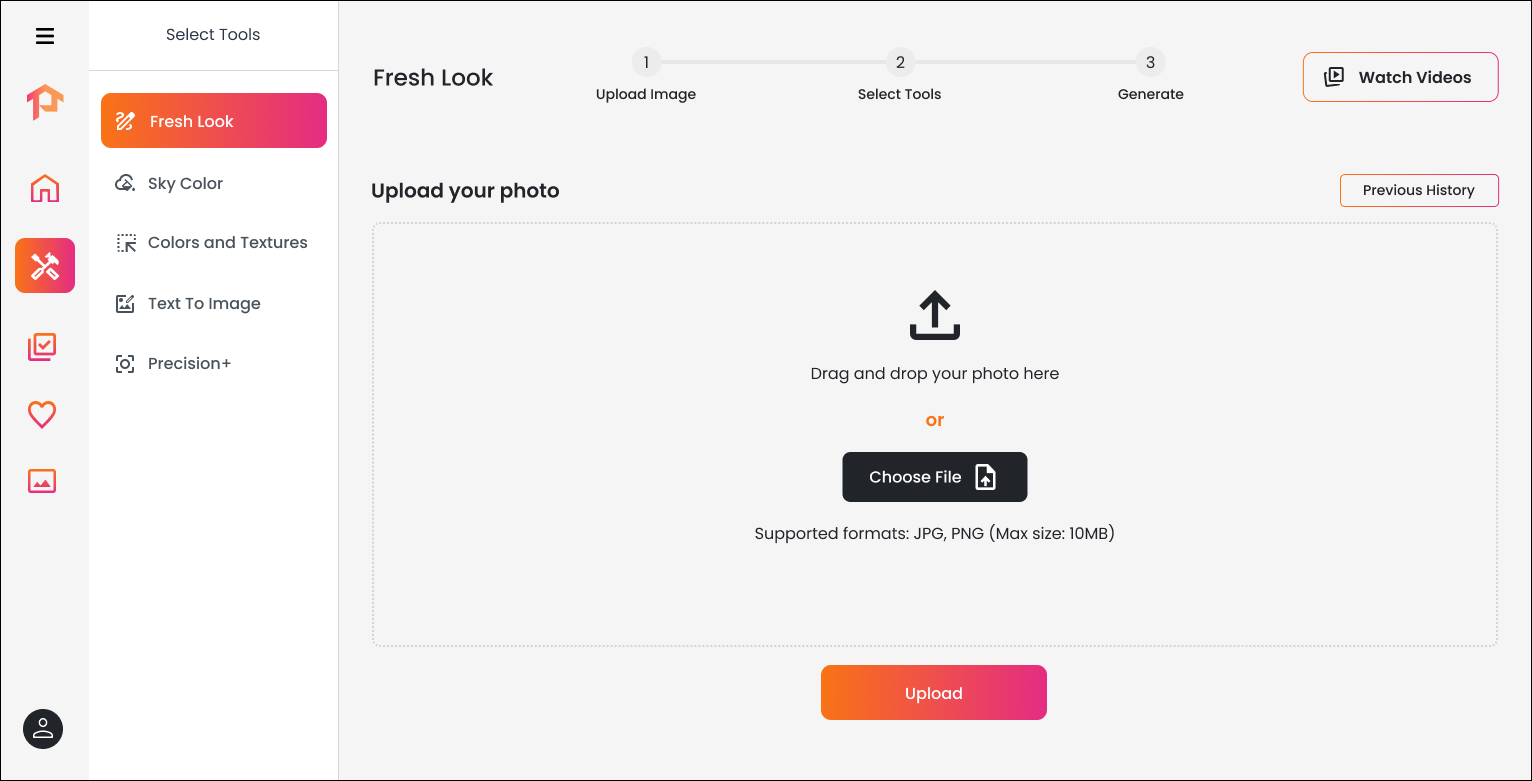 Select Tools
Fresh Look
Sky Color
Colors and Textures
Text To Image
Precision+
Fresh Look
1
Upload Image
2
Select Tools
3
Generate
Watch Videos
Upload your photo
Previous History
Drag and drop your photo here
or
Choose File
Supported formats: JPG, PNG (Max size: 10MB)
Upload